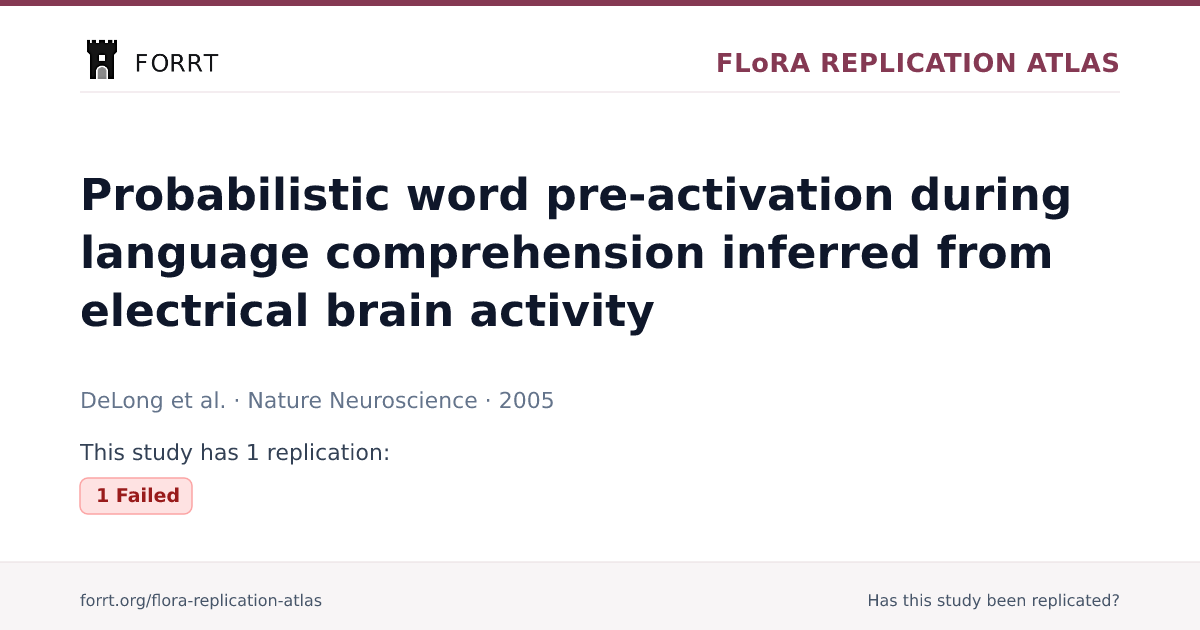 FORRT
FLoRA REPLICATION ATLAS
Probabilistic word pre-activation during
language comprehension inferred from
electrical brain activity
DeLong et al. · Nature Neuroscience · 2005
This study has 1 replication:
1 Failed
forrt.org/flora-replication-atlas
Has this study been replicated?